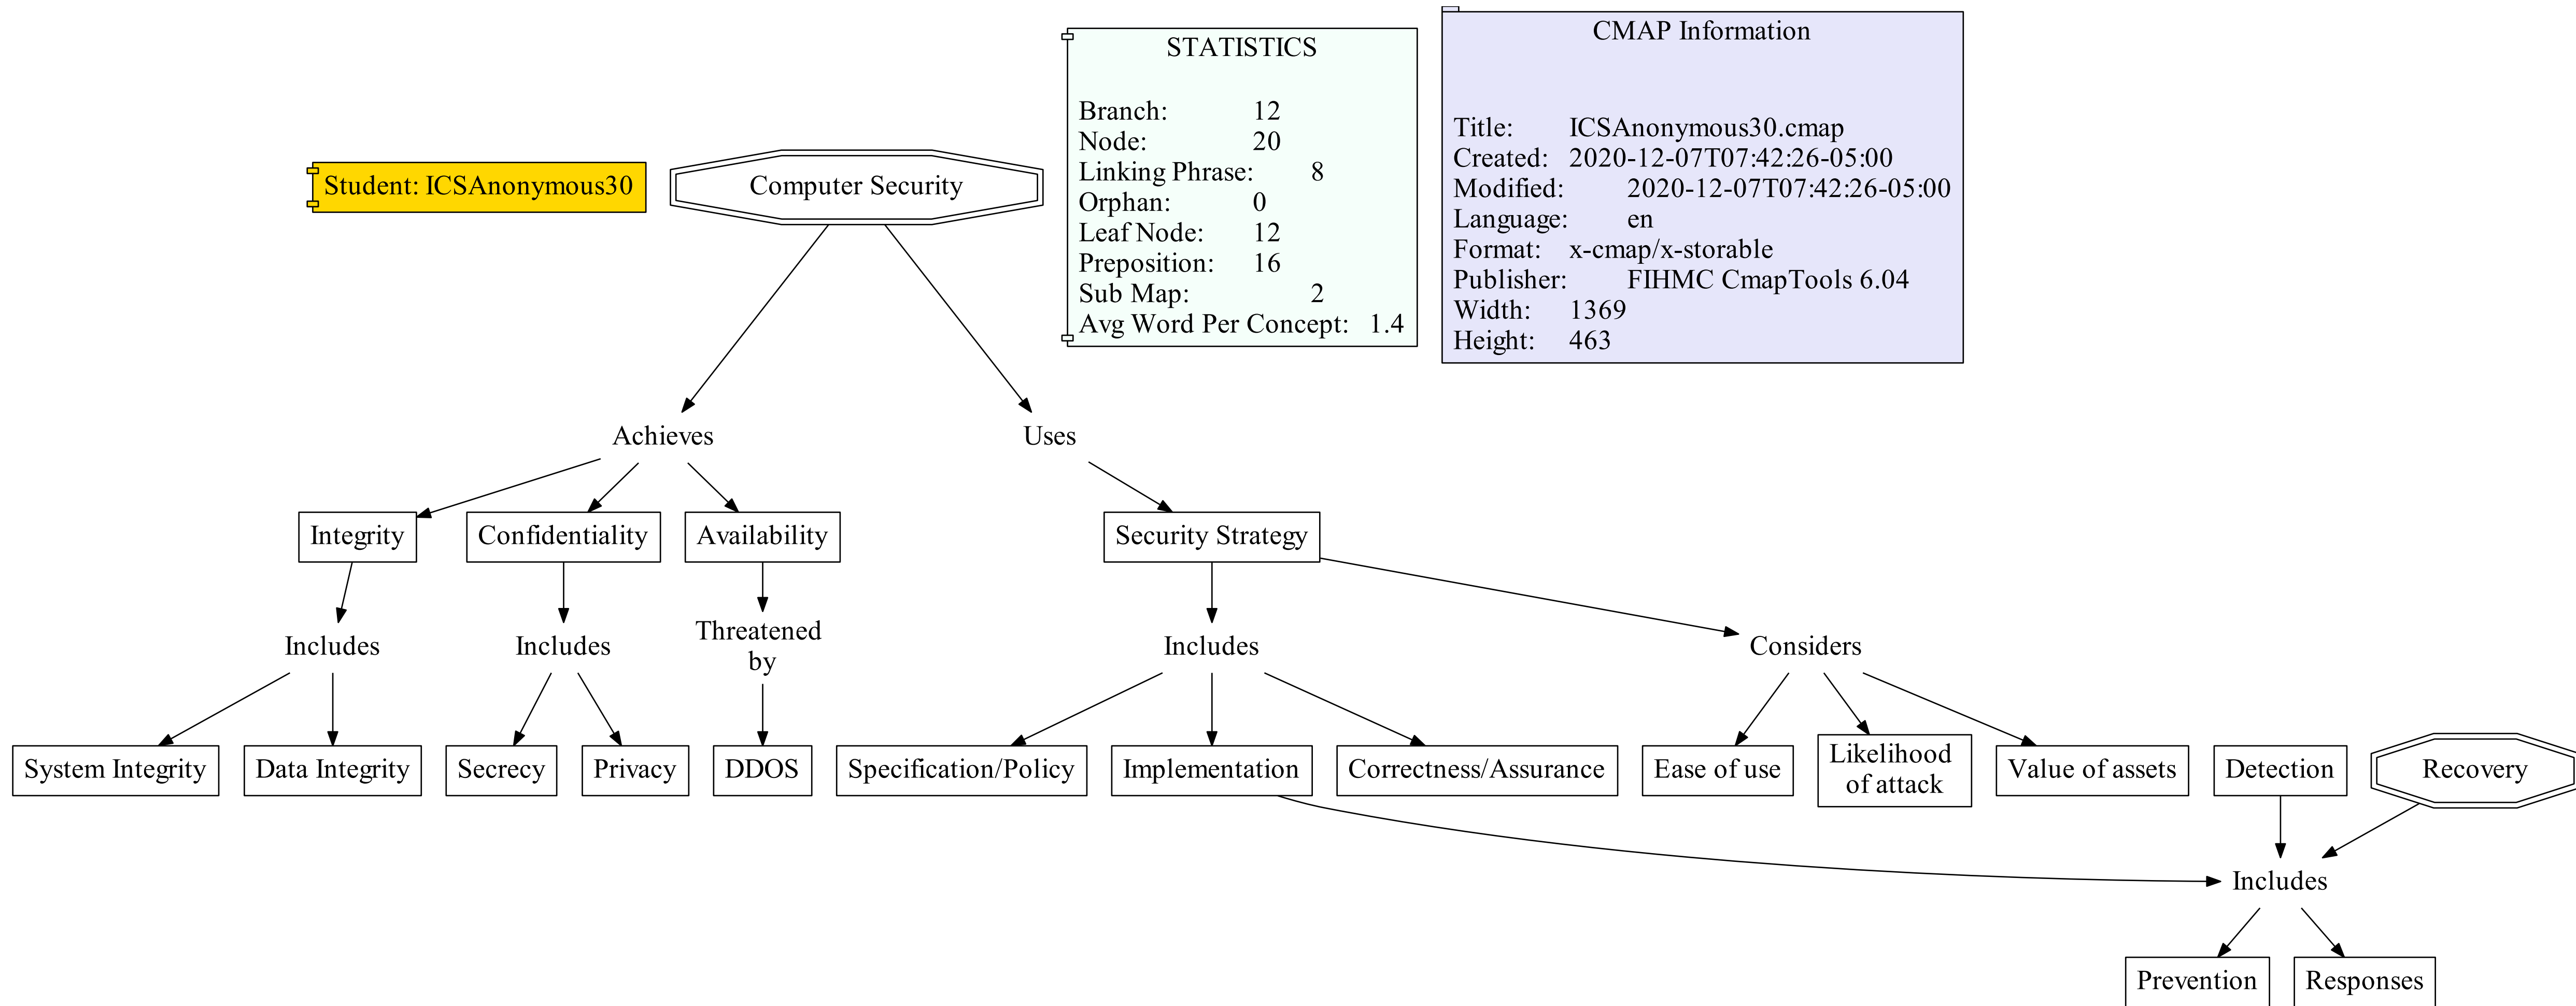 STATISTICS
Branch: 12
Node: 20
Linking Phrase: 8
Orphan: 0
Leaf Node: 12
Preposition: 16
Sub Map: 2
Avg Word Per Concept: 1.4
CMAP Information
Title: ICSAnonymous30.cmap
Created: 2020-12-07T07:42:26-05:00
Modified: 2020-12-07T07:42:26-05:00
Language: en
Format: x-cmap/x-storable
Publisher: FIHMC CmapTools 6.04
Width: 1369
Height: 463
Student: ICSAnonymous30
Computer Security
Achieves
Uses
Integrity
Confidentiality
Availability
Security Strategy
Includes
Includes
Threatened
by
Includes
Considers
System Integrity
Data Integrity
Secrecy
Privacy
DDOS
Specification/Policy
Implementation
Correctness/Assurance
Ease of use
Likelihood
of attack
Value of assets
Detection
Recovery
Includes
Prevention
Responses